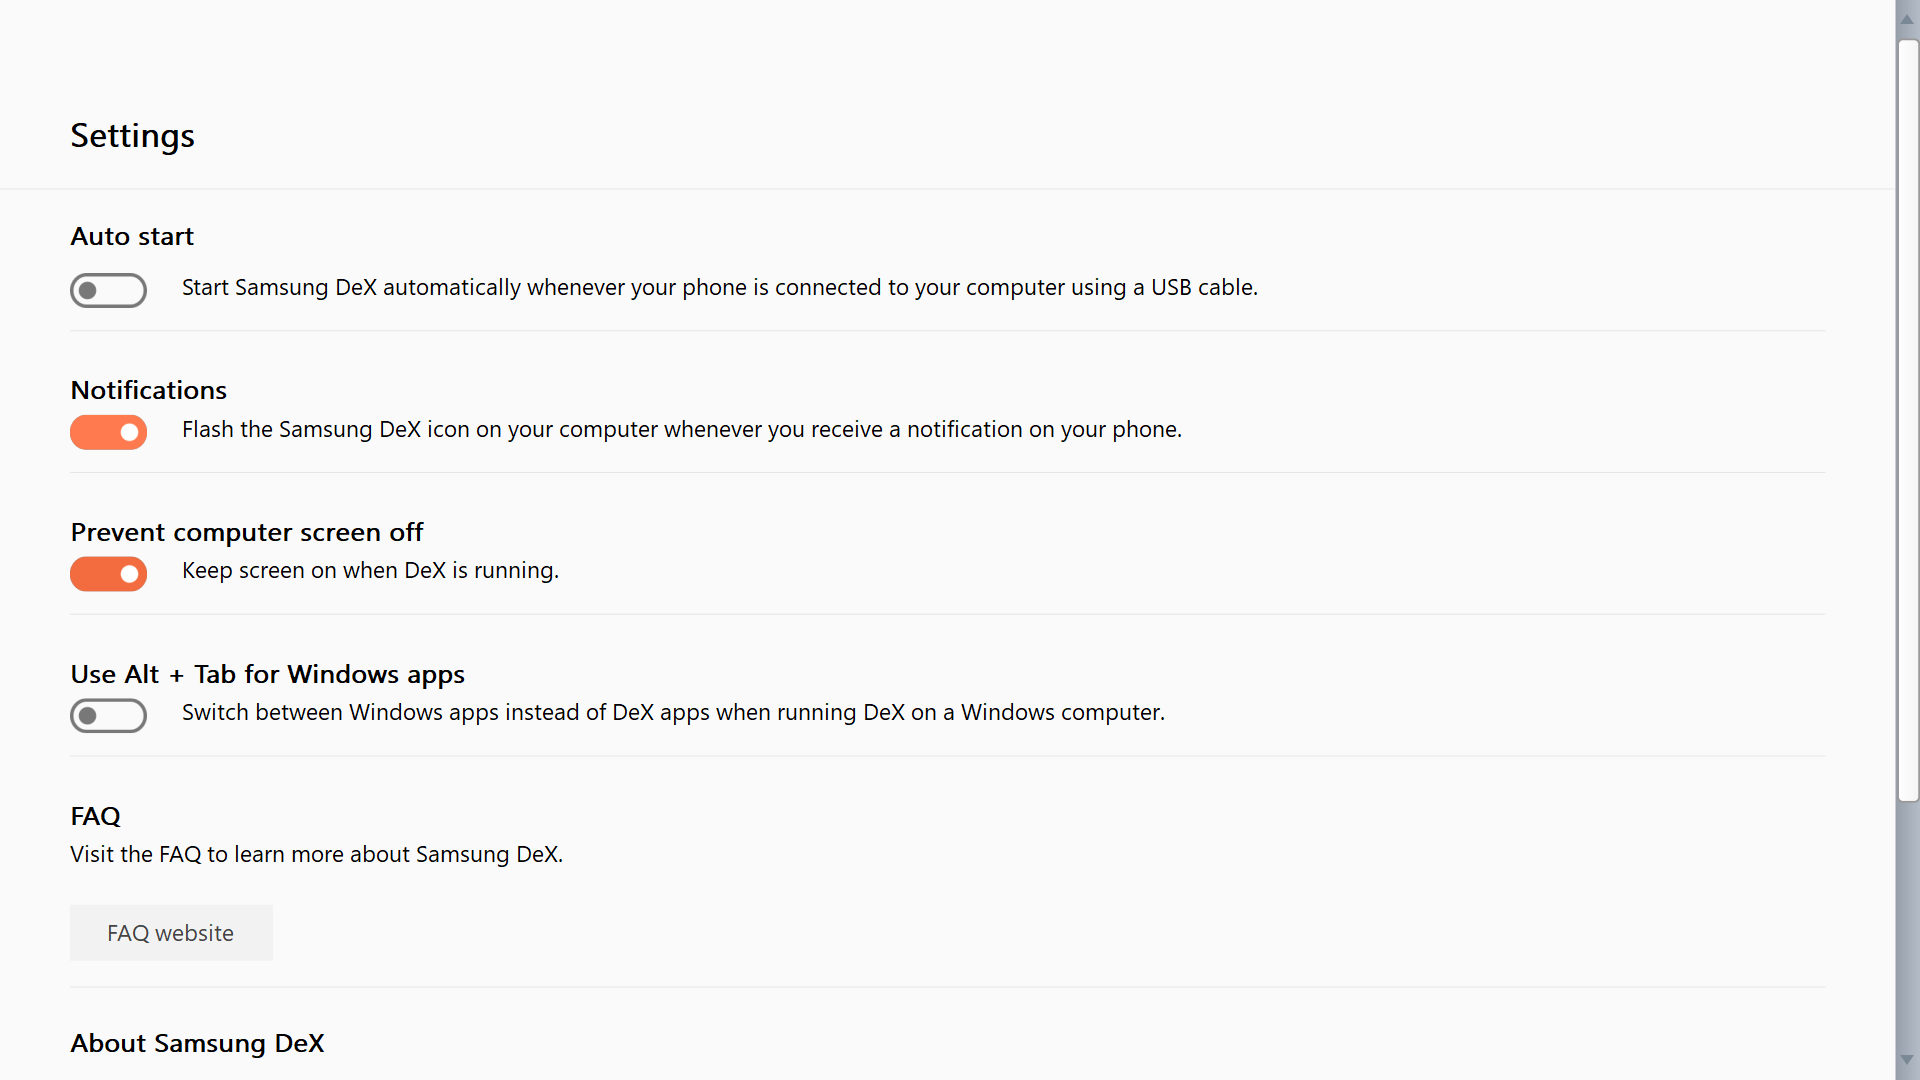 Settings
Auto start
Start Samsung DeX automatically whenever your phone is connected to your computer using a USB cable.
Notifications
Flash the Samsung DeX icon on your computer whenever you receive a notification on your phone.
Prevent computer screen off
Keep screen on when DeX is running.
Use Alt + Tab for Windows apps
Switch between Windows apps instead of DeX apps when running DeX on a Windows computer.
FAQ
Visit the FAQ to learn more about Samsung DeX.
FAQ website
About Samsung DeX